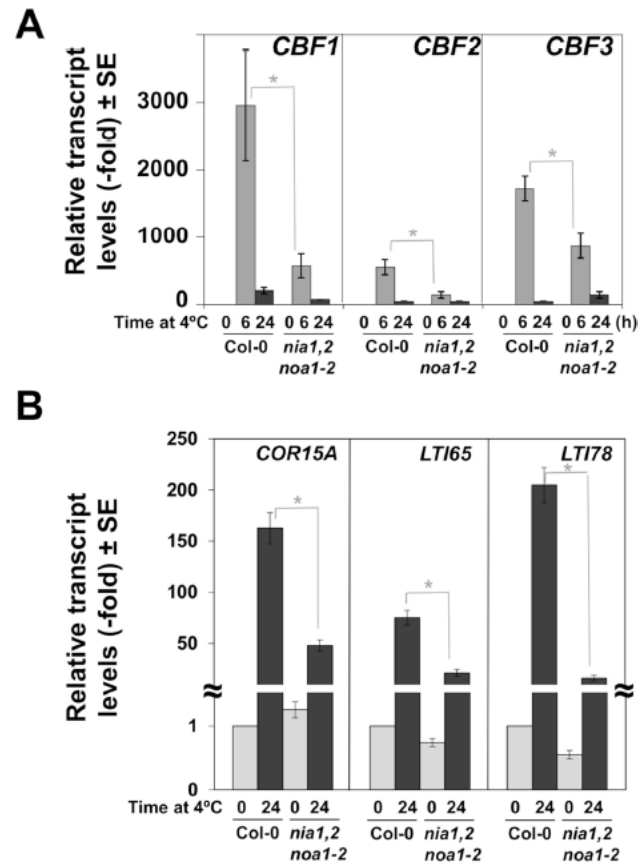 A
CBF1 CBF2 CBF3
Relative transcript
levels (-fold) ± SE
3000
2000
1000
0
* * *
Time at 4ºC 0 6 24 0 6 24 0 6 24 0 6 24 0 6 24 0 6 24 (h)
Col-0 nia1,2 Col-0 nia1,2 Col-0 nia1,2
noa1-2 noa1-2 noa1-2
B
COR15A LTI65 LTI78
Relative transcript
levels (-fold) ± SE
250
200
150
100
50
1
0
* * *
Time at 4ºC 0 24 0 24 0 24 0 24 0 24 0 24
Col-0 nia1,2 Col-0 nia1,2 Col-0 nia1,2
noa1-2 noa1-2 noa1-2